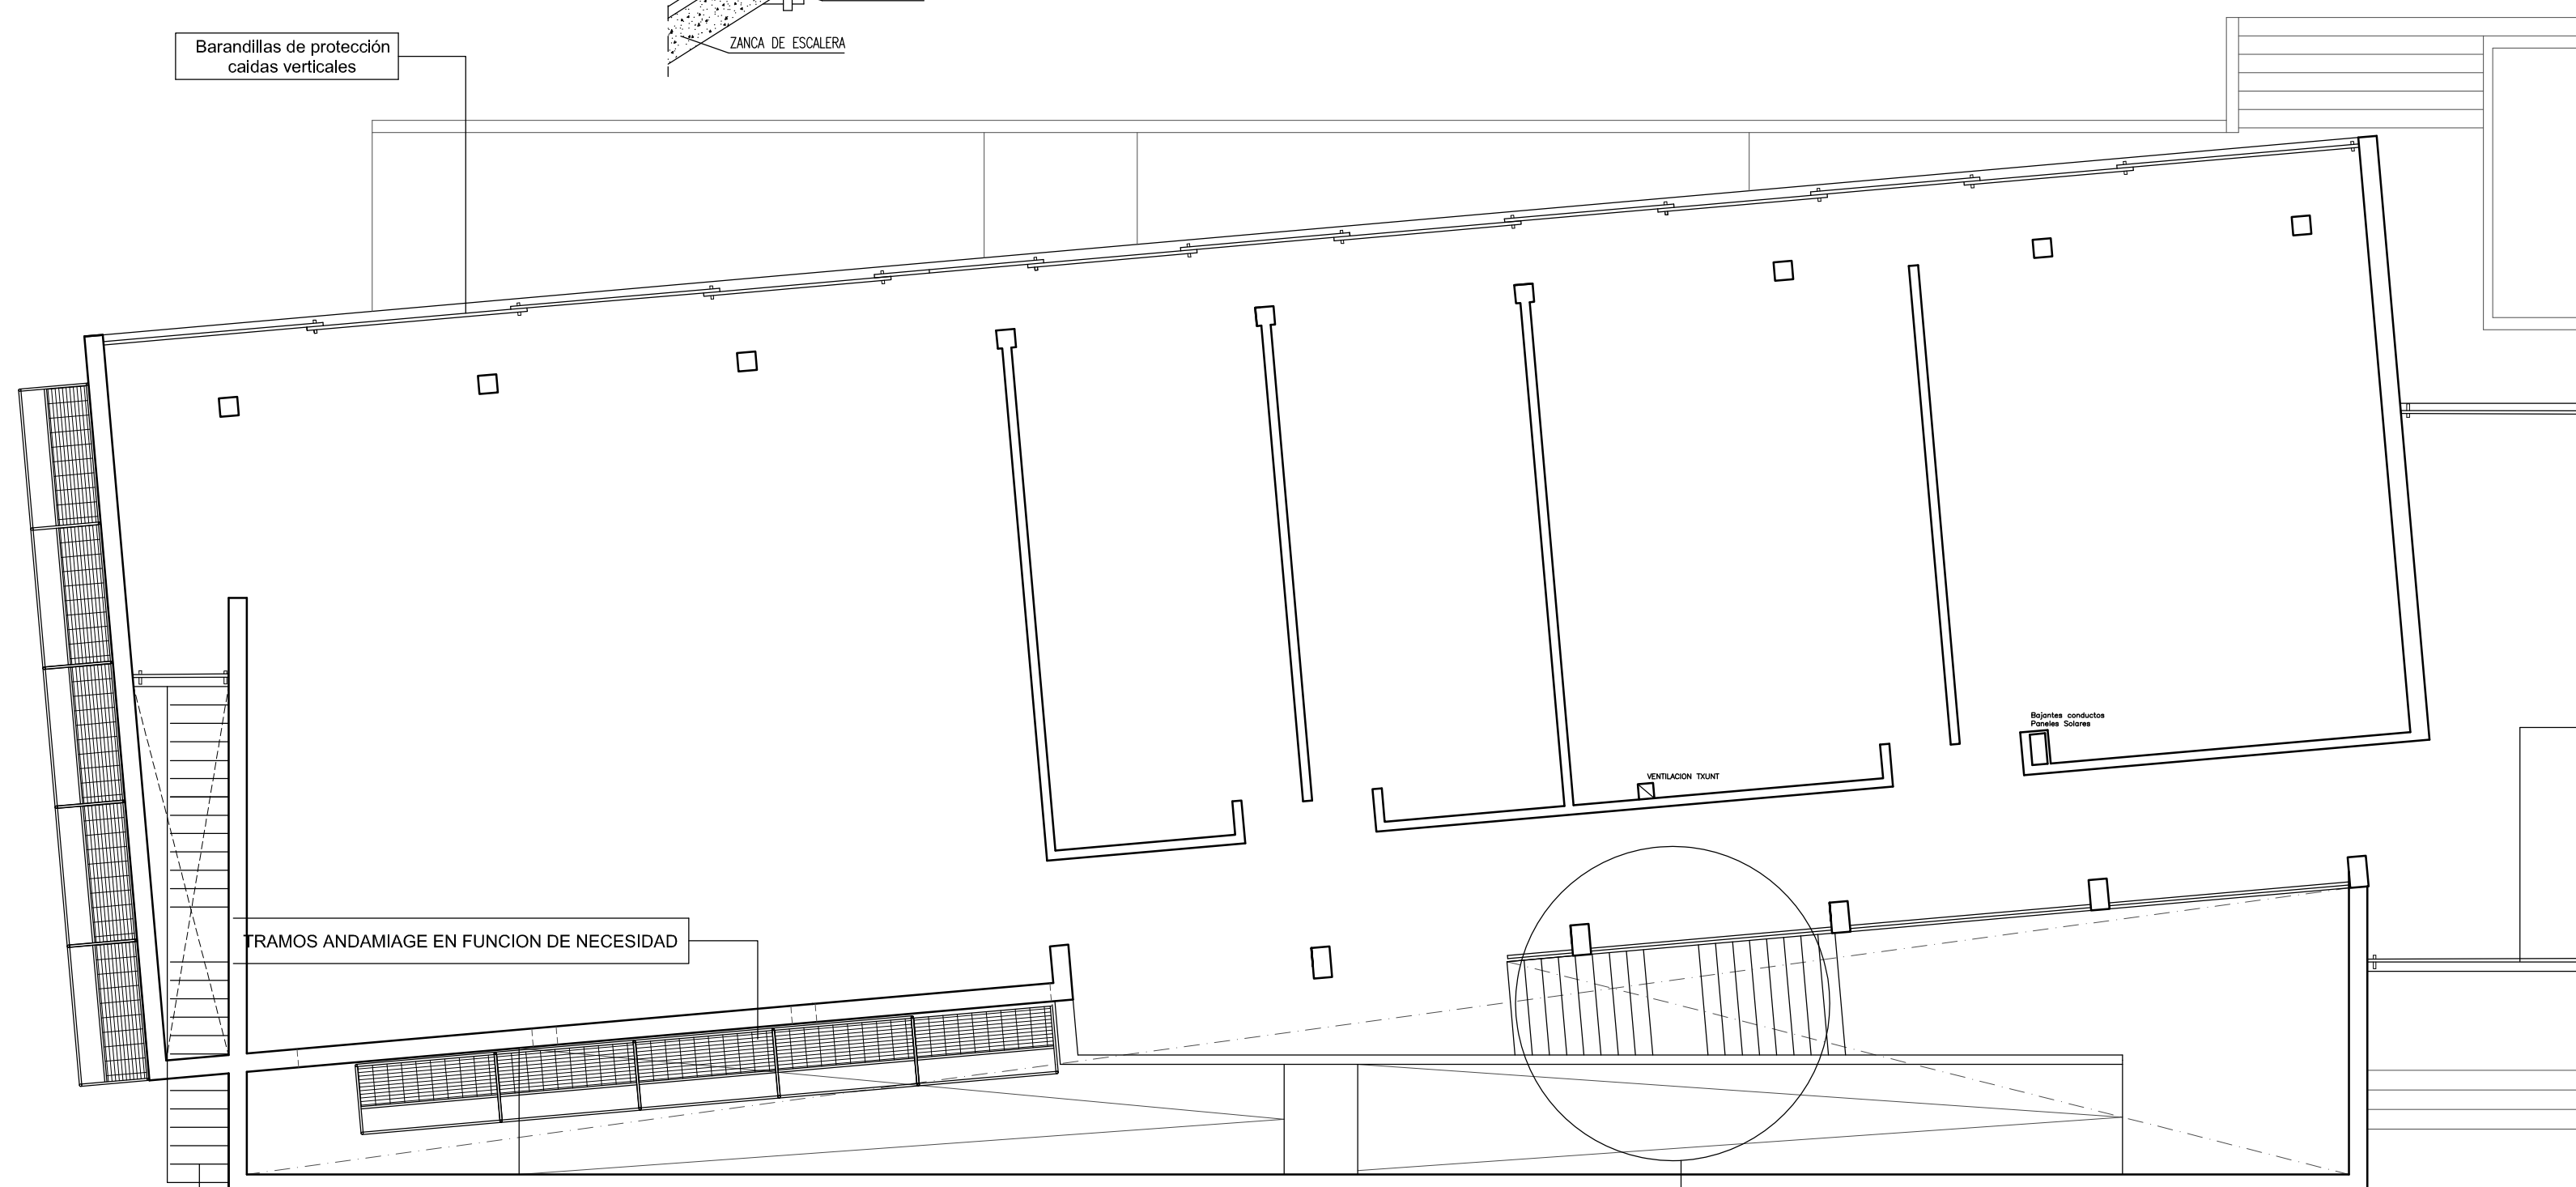 Barandillas de protección
caidas verticales
ZANCA DE ESCALERA
Bajantes conductos
Paneles Solares
VENTILACION TXUNT
TRAMOS ANDAMIAGE EN FUNCION DE NECESIDAD